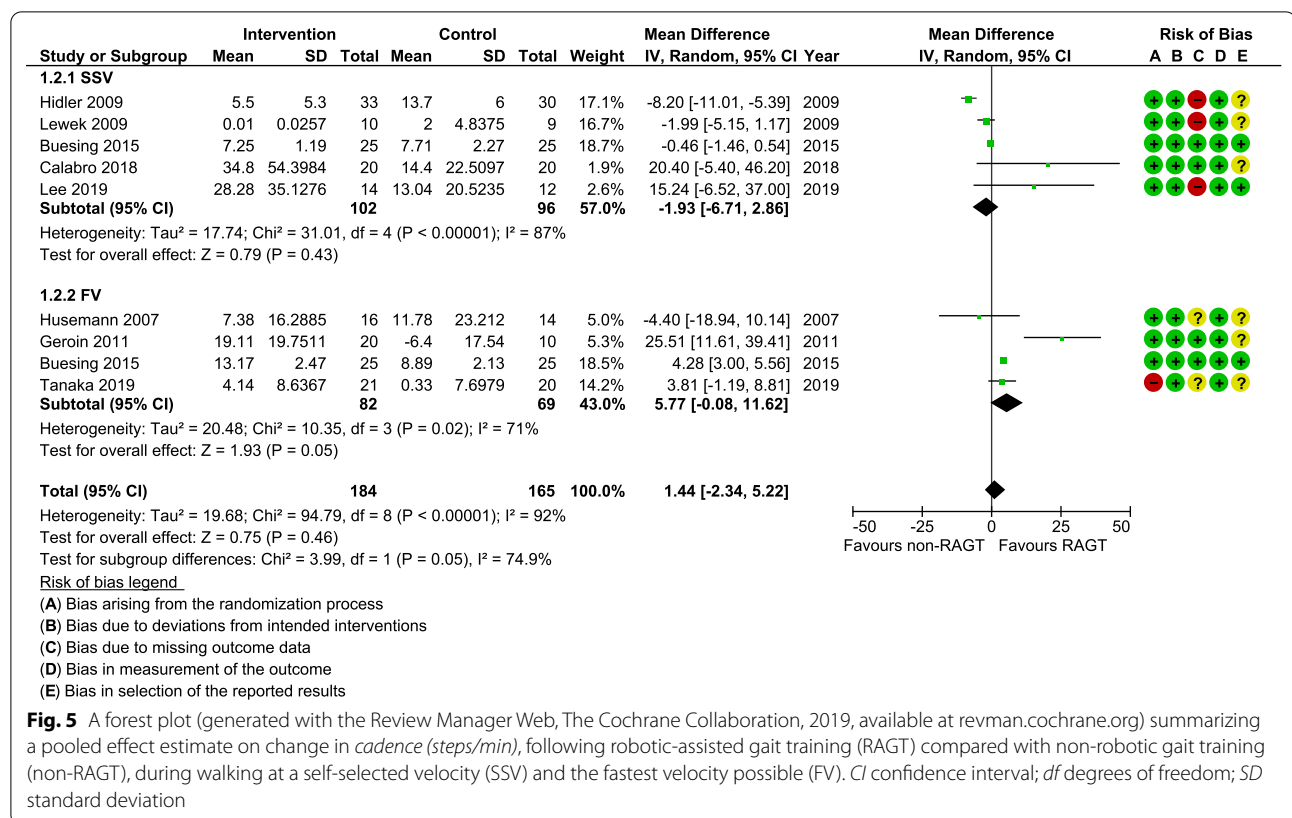 Intervention Control Mean Difference Mean Difference Risk of Bias
Study or Subgroup Mean SD Total Mean SD Total Weight IV, Random, 95% CI Year IV, Random, 95% CI A B C D E
1.2.1 SSV
Hidler 2009 5.5 5.3 33 13.7 6 30 17.1% -8.20 [-11.01, -5.39] 2009 + + − + ?
Lewek 2009 0.01 0.0257 10 2 4.8375 9 16.7% -1.99 [-5.15, 1.17] 2009 + + − + ?
Buesing 2015 7.25 1.19 25 7.71 2.27 25 18.7% -0.46 [-1.46, 0.54] 2015 + + + + +
Calabro 2018 34.8 54.3984 20 14.4 22.5097 20 1.9% 20.40 [-5.40, 46.20] 2018 + + + + ?
Lee 2019 28.28 35.1276 14 13.04 20.5235 12 2.6% 15.24 [-6.52, 37.00] 2019 + + − + +
Subtotal (95% CI) 102 96 57.0% -1.93 [-6.71, 2.86]
Heterogeneity: Tau² = 17.74; Chi² = 31.01, df = 4 (P < 0.00001); I² = 87%
Test for overall effect: Z = 0.79 (P = 0.43)
1.2.2 FV
Husemann 2007 7.38 16.2885 16 11.78 23.212 14 5.0% -4.40 [-18.94, 10.14] 2007 + + ? + ?
Geroin 2011 19.11 19.7511 20 -6.4 17.54 10 5.3% 25.51 [11.61, 39.41] 2011 + + + + ?
Buesing 2015 13.17 2.47 25 8.89 2.13 25 18.5% 4.28 [3.00, 5.56] 2015 + + + + +
Tanaka 2019 4.14 8.6367 21 0.33 7.6979 20 14.2% 3.81 [-1.19, 8.81] 2019 − + ? + ?
Subtotal (95% CI) 82 69 43.0% 5.77 [-0.08, 11.62]
Heterogeneity: Tau² = 20.48; Chi² = 10.35, df = 3 (P = 0.02); I² = 71%
Test for overall effect: Z = 1.93 (P = 0.05)
Total (95% CI) 184 165 100.0% 1.44 [-2.34, 5.22]
Heterogeneity: Tau² = 19.68; Chi² = 94.79, df = 8 (P < 0.00001); I² = 92%
Test for overall effect: Z = 0.75 (P = 0.46)
Test for subgroup differences: Chi² = 3.99, df = 1 (P = 0.05), I² = 74.9%
-50 -25 0 25 50
Favours non-RAGT Favours RAGT
Risk of bias legend
(A) Bias arising from the randomization process
(B) Bias due to deviations from intended interventions
(C) Bias due to missing outcome data
(D) Bias in measurement of the outcome
(E) Bias in selection of the reported results
Fig. 5 A forest plot (generated with the Review Manager Web, The Cochrane Collaboration, 2019, available at revman.cochrane.org) summarizing
a pooled effect estimate on change in cadence (steps/min), following robotic-assisted gait training (RAGT) compared with non-robotic gait training
(non-RAGT), during walking at a self-selected velocity (SSV) and the fastest velocity possible (FV). CI confidence interval; df degrees of freedom; SD
standard deviation